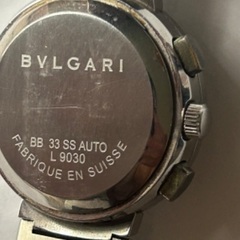 BVLGARI
BB 33 SS AUTO
L 9030
FABRIQUE EN SUISSE